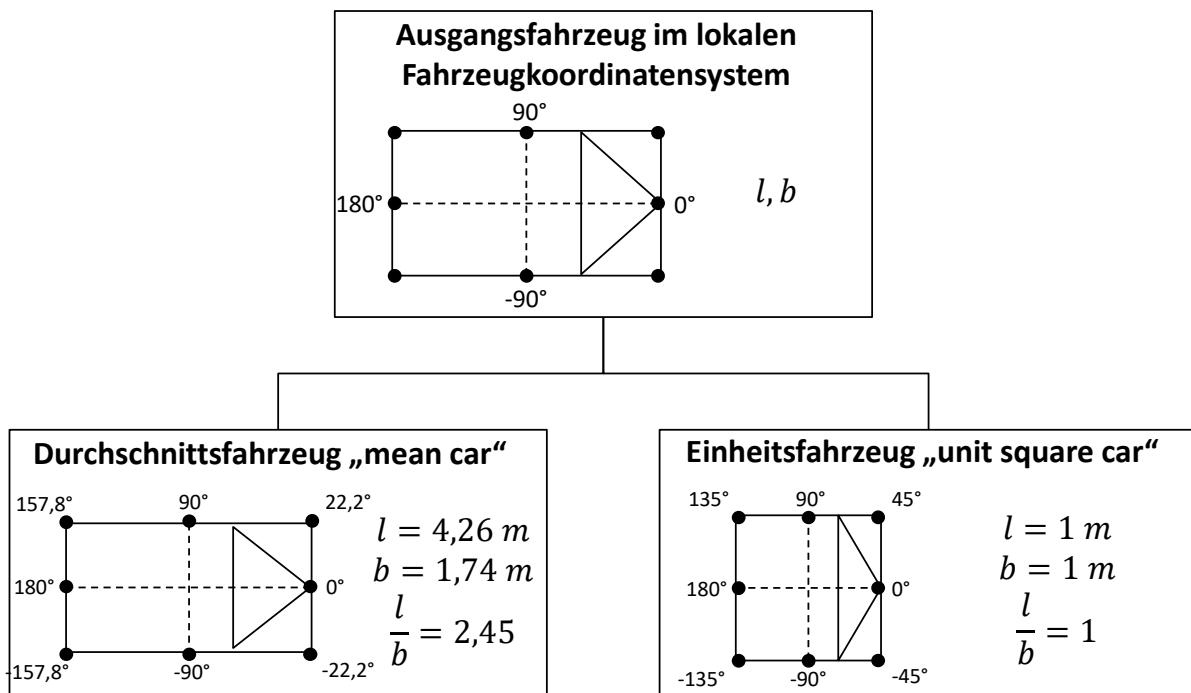 Ausgangsfahrzeug im lokalen
Fahrzeugkoordinatensystem
90°
180°
0°
l, b
-90°
Durchschnittsfahrzeug „mean car“
157,8°
90°
22,2°
l = 4,26 m
b = 1,74 m
180°
0°
l/b = 2,45
-157,8°
-90°
-22,2°
Einheitsfahrzeug „unit square car“
135°
90°
45°
l = 1 m
b = 1 m
180°
0°
l/b = 1
-135°
-90°
-45°